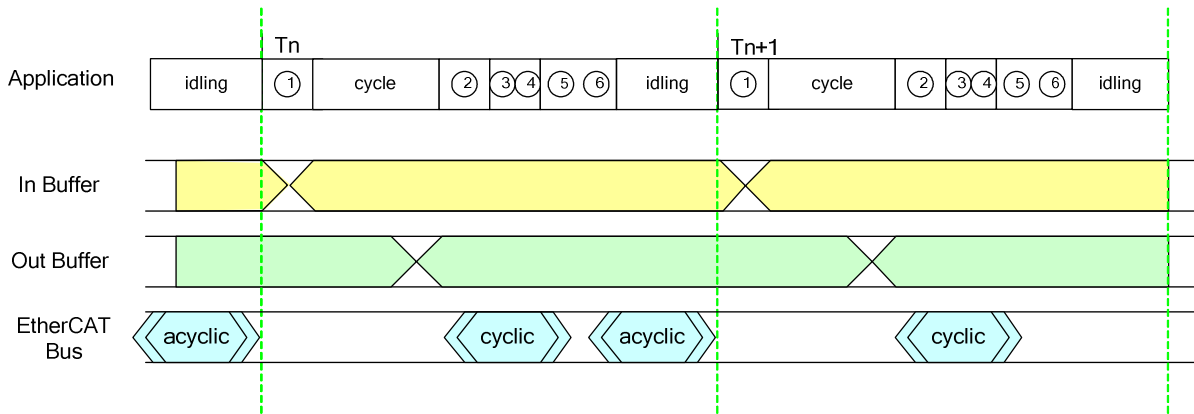 Tn
Tn+1
Application
idling
1
cycle
2
3
4
5
6
idling
1
cycle
2
3
4
5
6
idling
In Buffer
Out Buffer
EtherCAT
Bus
acyclic
cyclic
acyclic
cyclic